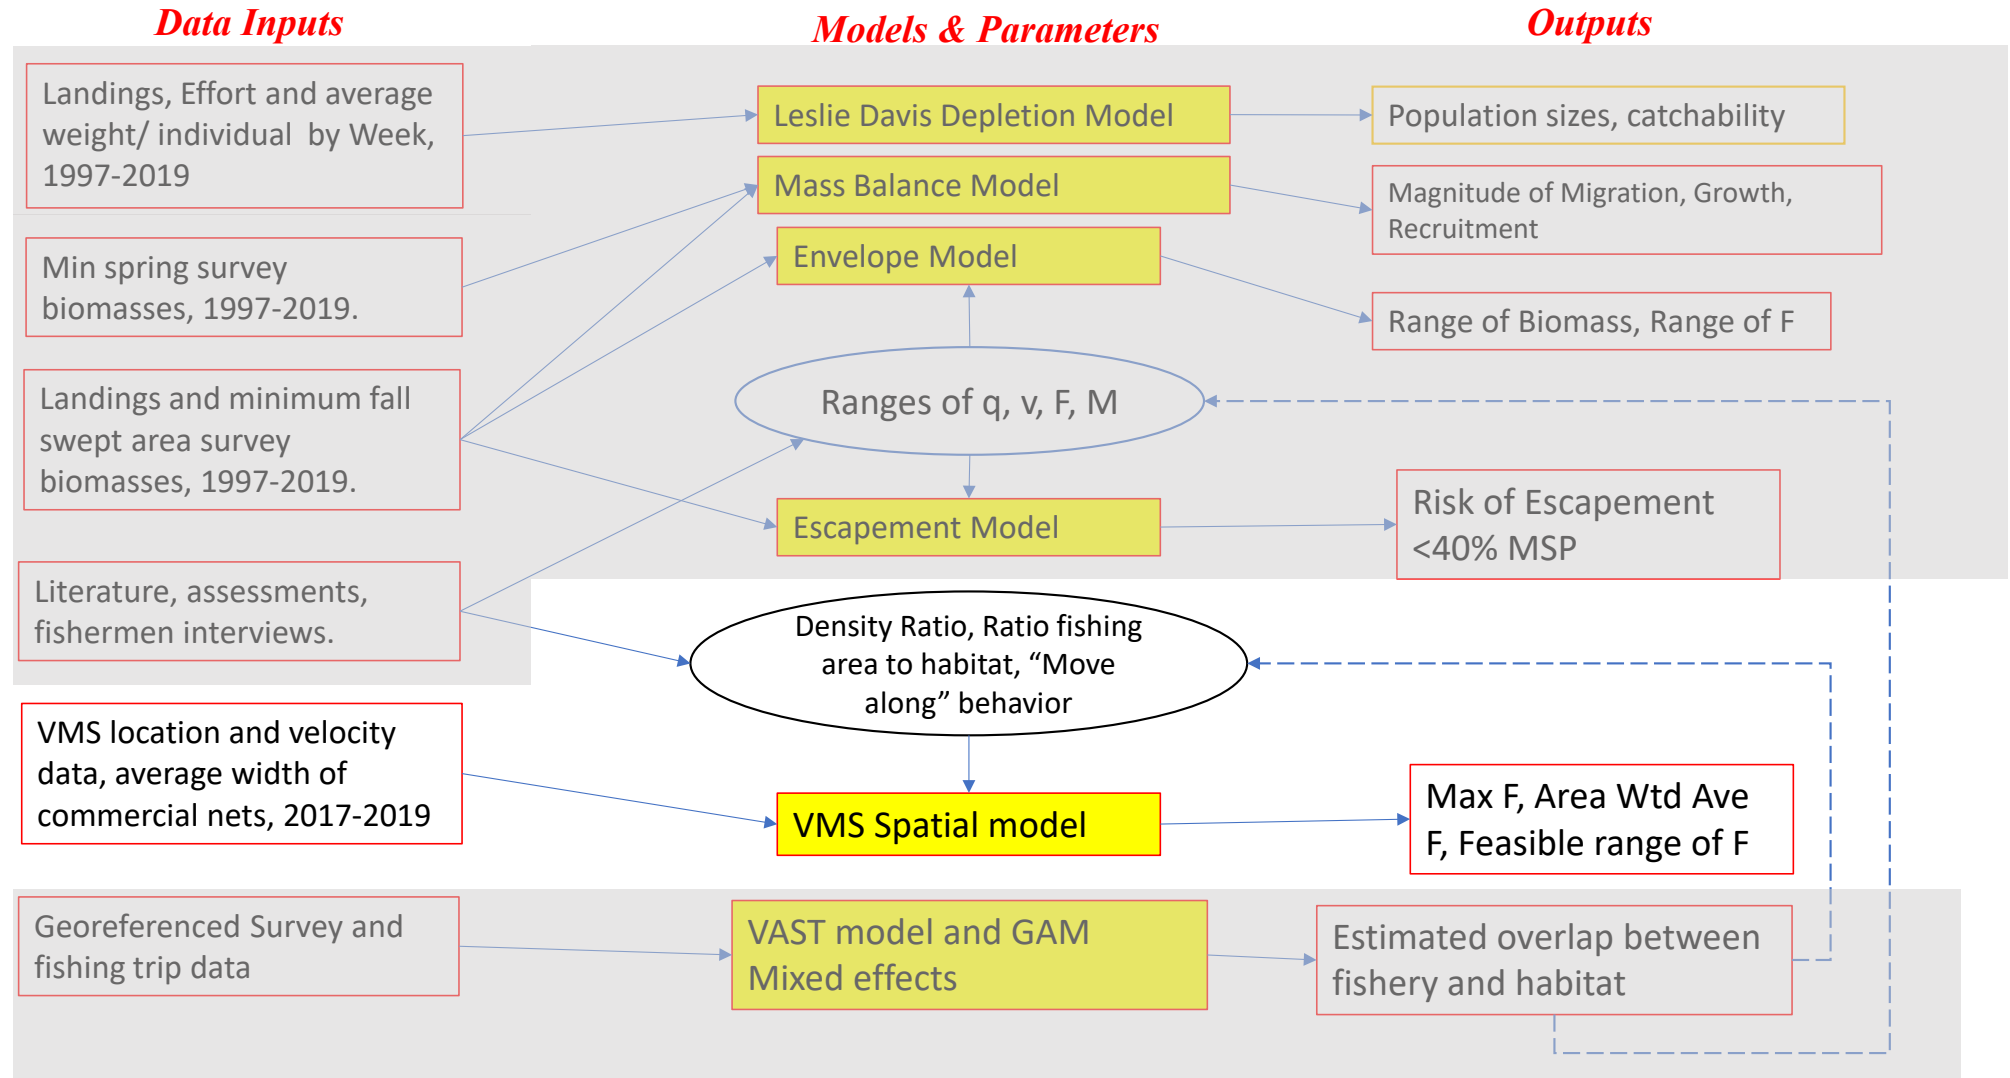 Data Inputs
Models & Parameters
Outputs
Landings, Effort and average
weight/ individual by Week,
1997-2019
Leslie Davis Depletion Model
Population sizes, catchability
Mass Balance Model
Magnitude of Migration, Growth,
Recruitment
Min spring survey
biomasses, 1997-2019.
Envelope Model
Range of Biomass, Range of F
Landings and minimum fall
swept area survey
biomasses, 1997-2019.
Ranges of q, v, F, M
Escapement Model
Risk of Escapement
<40% MSP
Literature, assessments,
fishermen interviews.
Density Ratio, Ratio fishing
area to habitat, “Move
along” behavior
VMS location and velocity
data, average width of
commercial nets, 2017-2019
VMS Spatial model
Max F, Area Wtd Ave
F, Feasible range of F
Georeferenced Survey and
fishing trip data
VAST model and GAM
Mixed effects
Estimated overlap between
fishery and habitat